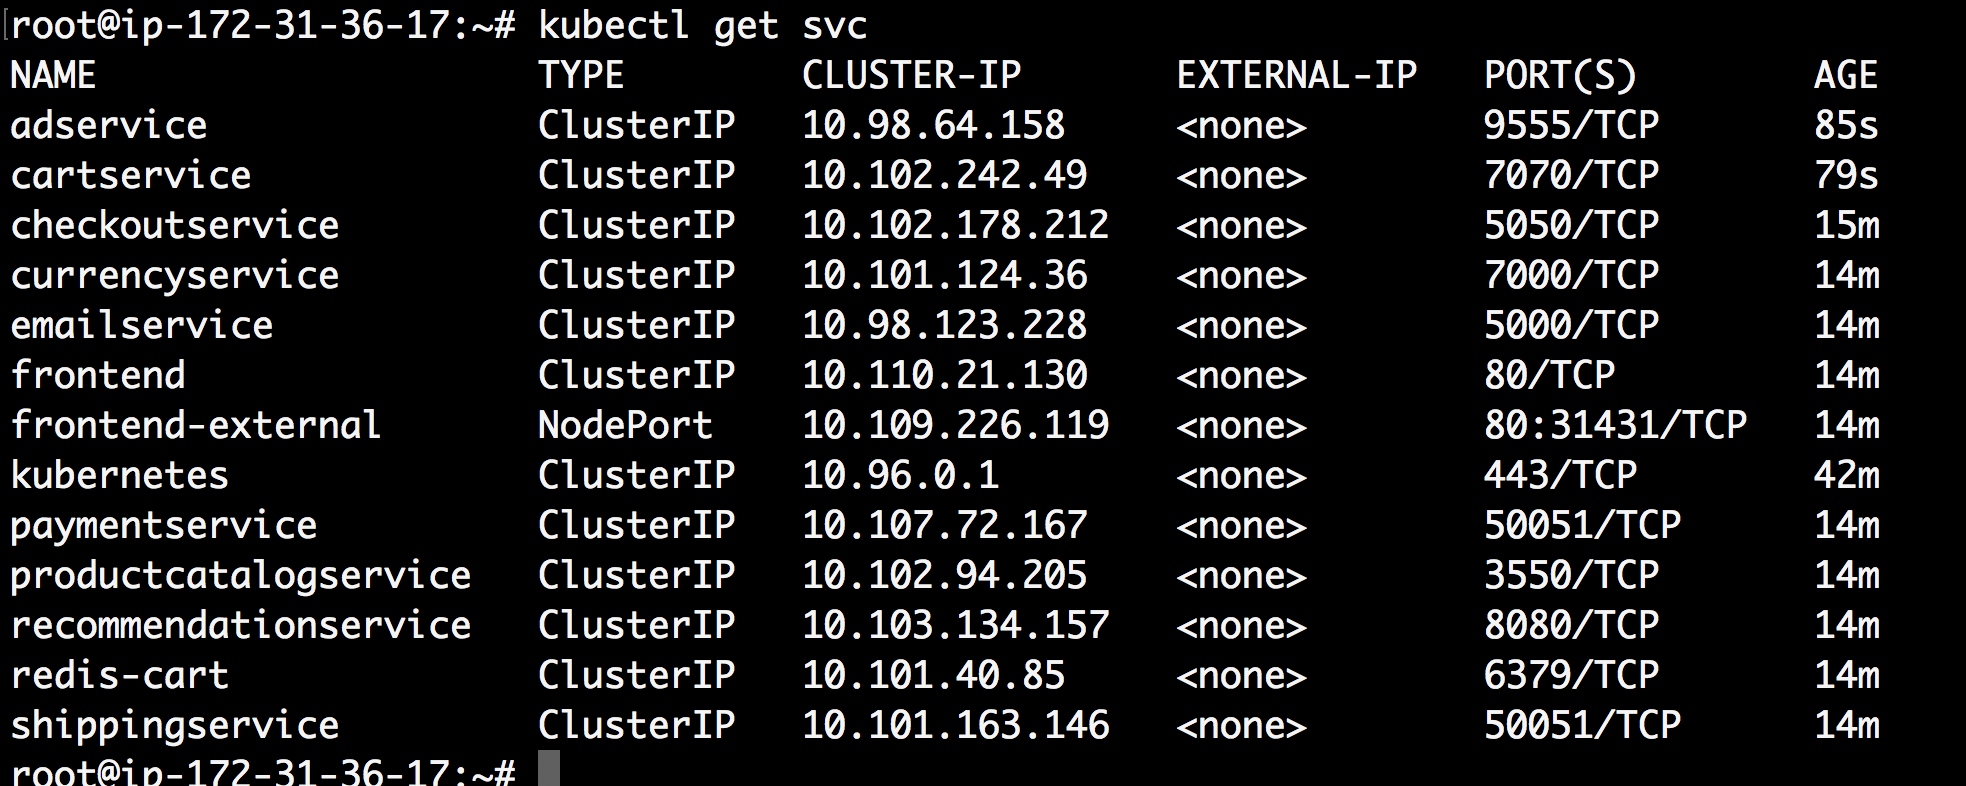 root@ip-172-31-36-17:~# kubectl get svc
NAME TYPE CLUSTER-IP EXTERNAL-IP PORT(S) AGE
adservice ClusterIP 10.98.64.158 <none> 9555/TCP 85s
cartservice ClusterIP 10.102.242.49 <none> 7070/TCP 79s
checkoutservice ClusterIP 10.102.178.212 <none> 5050/TCP 15m
currencyservice ClusterIP 10.101.124.36 <none> 7000/TCP 14m
emailservice ClusterIP 10.98.123.228 <none> 5000/TCP 14m
frontend ClusterIP 10.110.21.130 <none> 80/TCP 14m
frontend-external NodePort 10.109.226.119 <none> 80:31431/TCP 14m
kubernetes ClusterIP 10.96.0.1 <none> 443/TCP 42m
paymentservice ClusterIP 10.107.72.167 <none> 50051/TCP 14m
productcatalogservice ClusterIP 10.102.94.205 <none> 3550/TCP 14m
recommendationservice ClusterIP 10.103.134.157 <none> 8080/TCP 14m
redis-cart ClusterIP 10.101.40.85 <none> 6379/TCP 14m
shippingservice ClusterIP 10.101.163.146 <none> 50051/TCP 14m
root@ip-172-31-36-17:~#